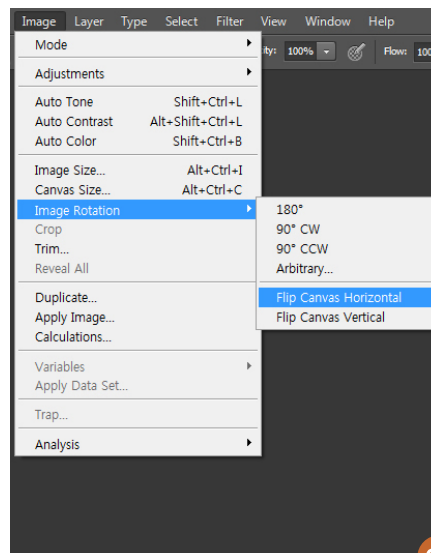 Image Layer Type Select Filter View Window Help
Mode
ity: 100% Flow: 100
Adjustments
Auto Tone Shift+Ctrl+L
Auto Contrast Alt+Shift+Ctrl+L
Auto Color Shift+Ctrl+B
Image Size... Alt+Ctrl+I
Canvas Size... Alt+Ctrl+C
Image Rotation
180°
Crop
90° CW
Trim...
90° CCW
Reveal All
Arbitrary...
Duplicate...
Flip Canvas Horizontal
Apply Image...
Flip Canvas Vertical
Calculations...
Variables
Apply Data Set...
Trap...
Analysis